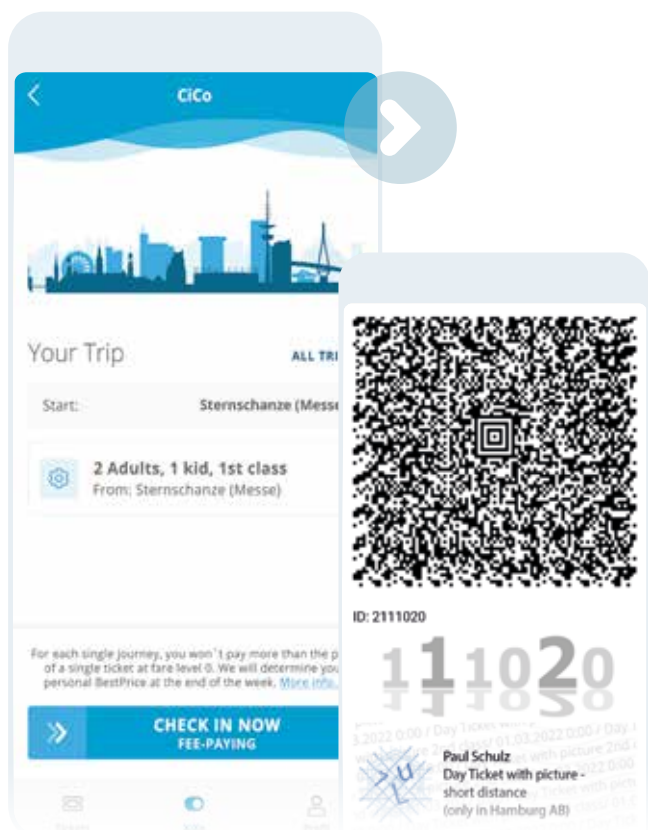 CiCo
Your Trip
ALL TRI
Start:
Sternschanze (Messe
2 Adults, 1 kid, 1st class
From: Sternschanze (Messe)
For each single journey, you won`t pay more than the p
of a single ticket at fare level 0. We will determine you
personal BestPrice at the end of the week. More info.
CHECK IN NOW
FEE-PAYING
ID: 2111020
111020
Paul Schulz
Day Ticket with picture -
short distance
(only in Hamburg AB)